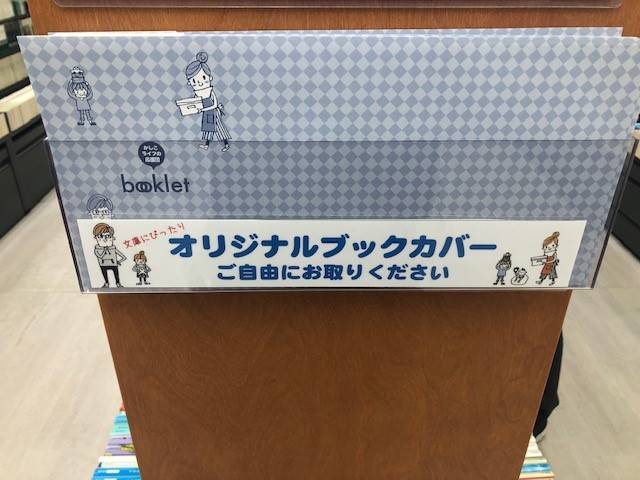 かしこ
ライフの
応援団
booklet
文庫にぴったり
オリジナルブックカバー
ご自由にお取りください